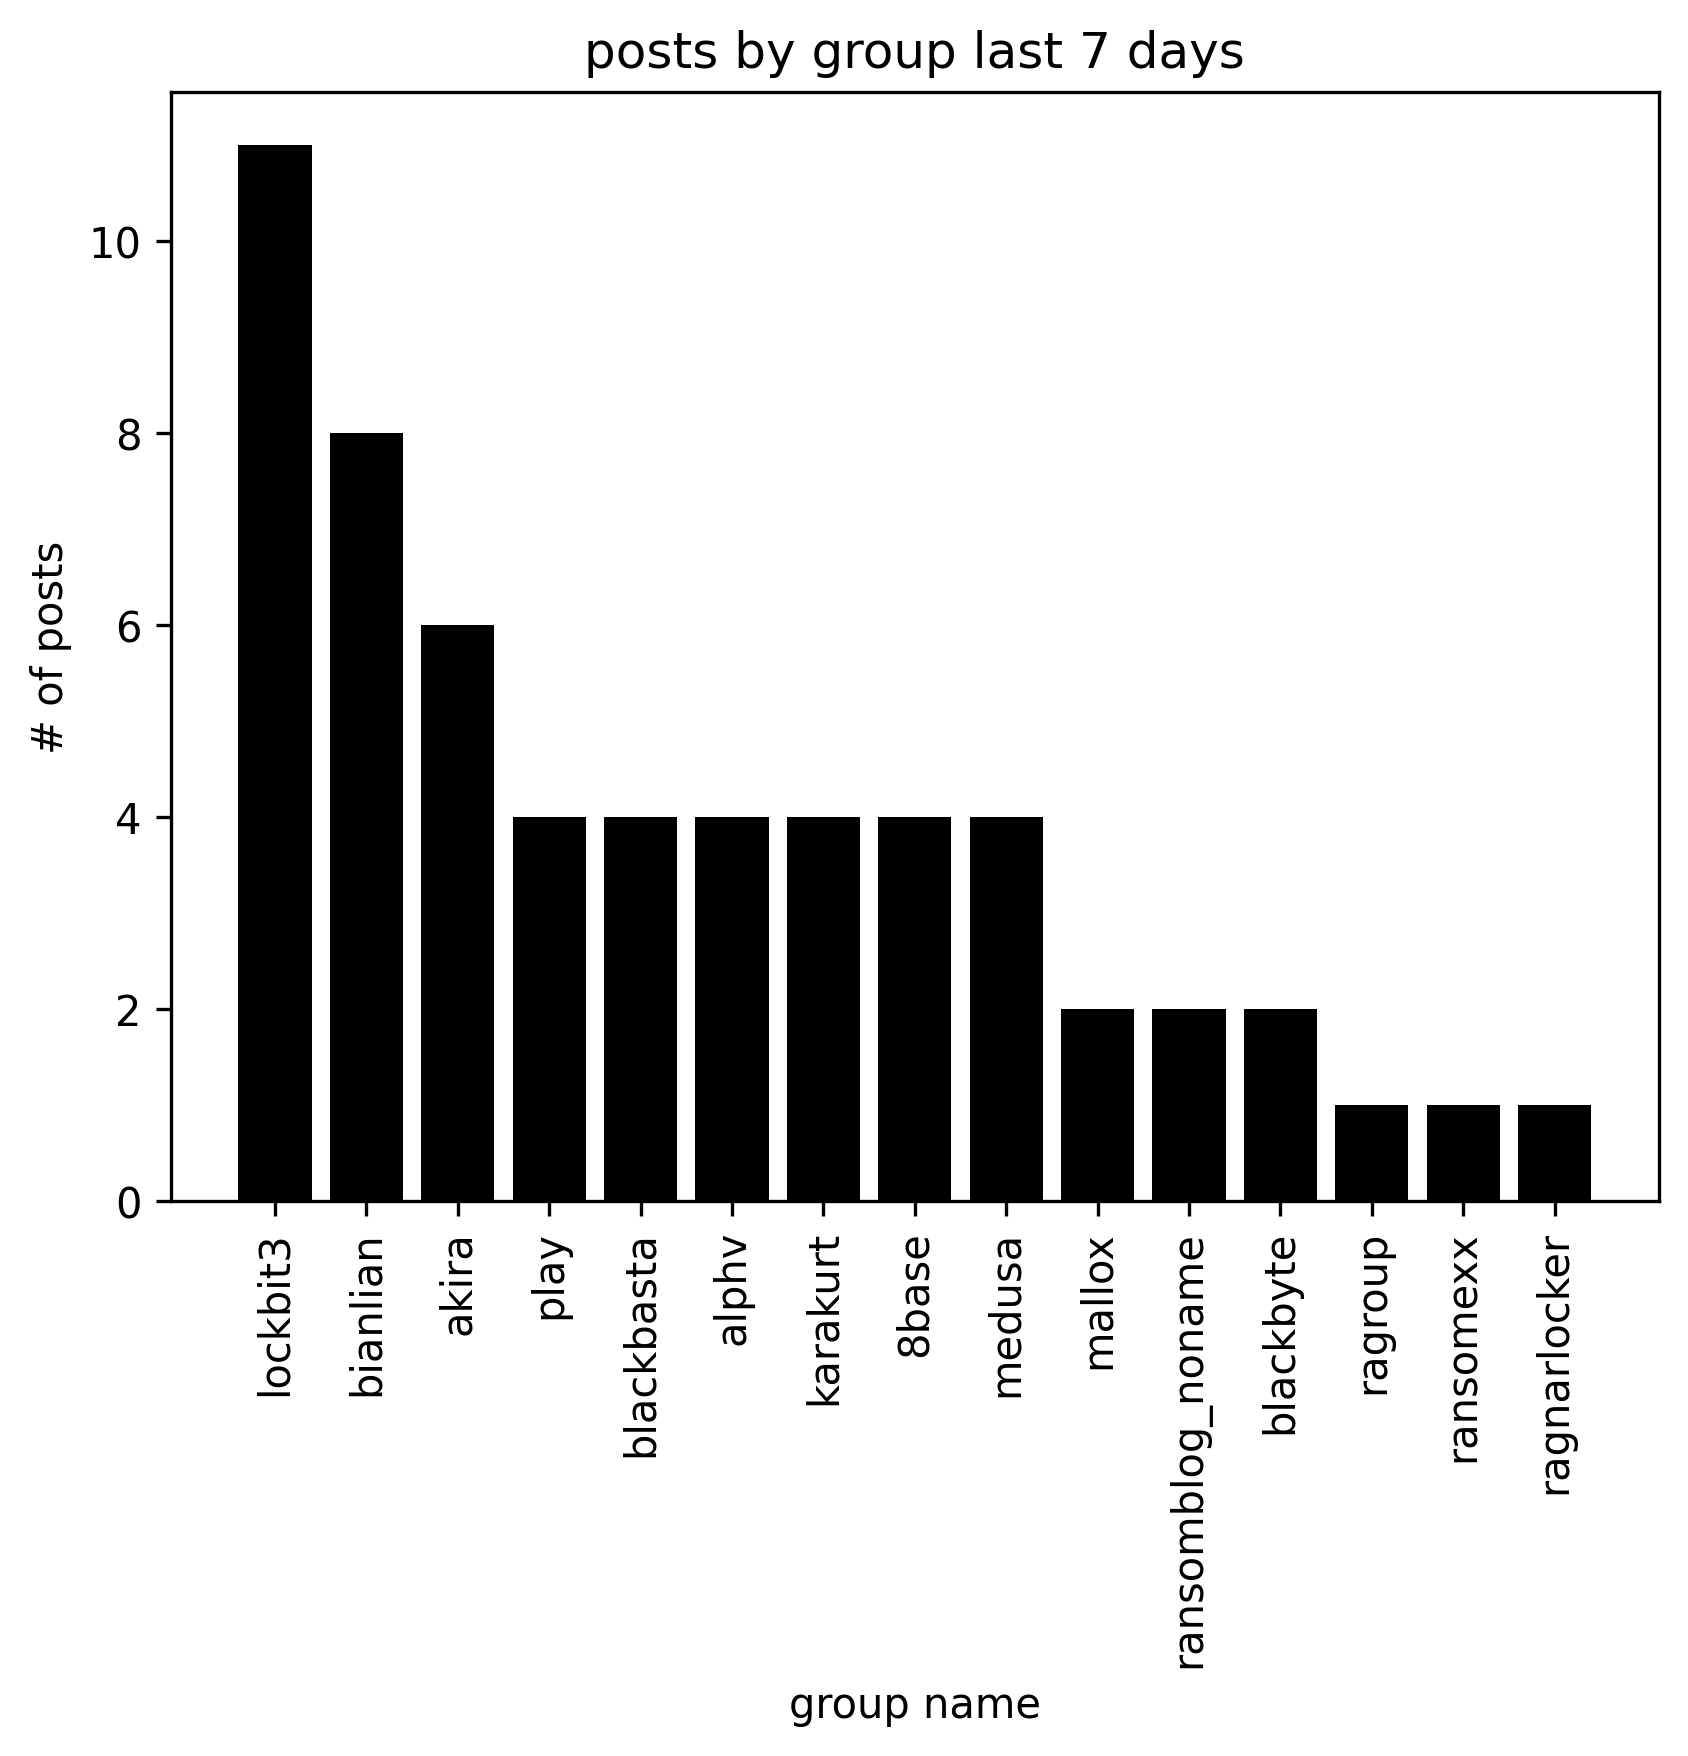 posts by group last 7 days
# of posts
10
8
6
4
2
0
lockbit3
bianlian
akira
play
blackbasta
alphv
karakurt
8base
medusa
mallox
ransomblog_noname
blackbyte
ragroup
ransomexx
ragnarlocker
group name